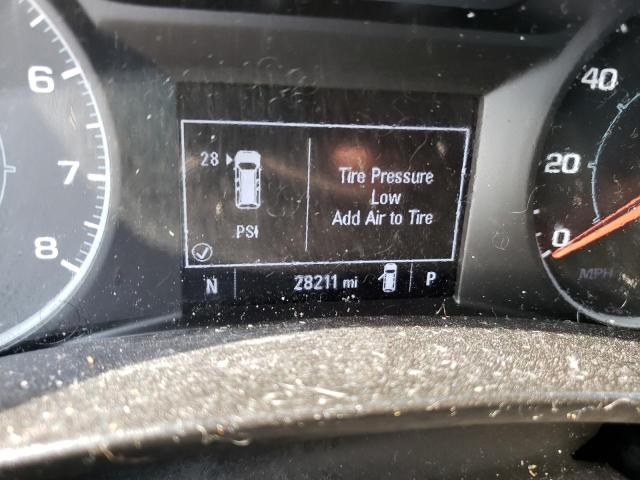 6
7
8
28
PSI
Tire Pressure
Low
Add Air to Tire
N
28211 mi
P
40
20
0
MPH